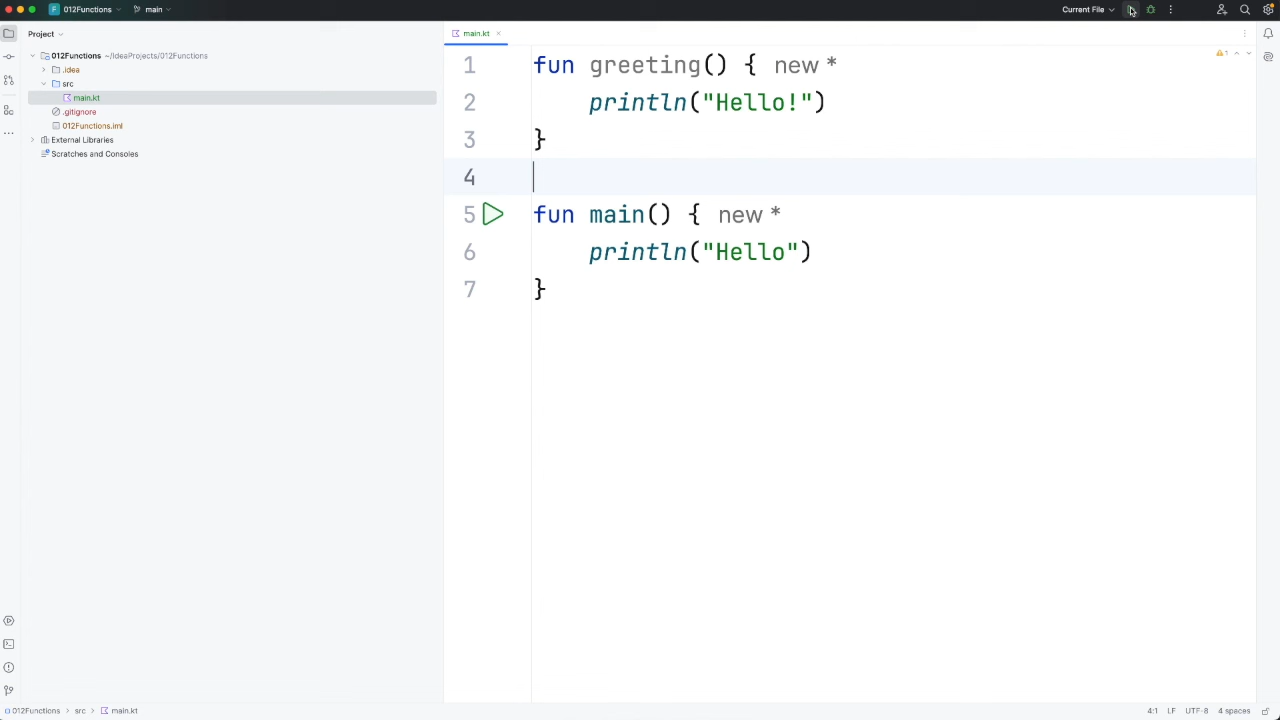 012Functions
main
Current File
Project
main.kt
012Functions ~/IdeaProjects/012Functions
.idea
src
main.kt
.gitignore
012Functions.iml
External Libraries
Scratches and Consoles
1
1 fun greeting() { new *
2 println("Hello!")
3 }
4
5 fun main() { new *
6 println("Hello")
7 }
012Functions > src > main.kt
4:1 LF UTF-8 4 spaces